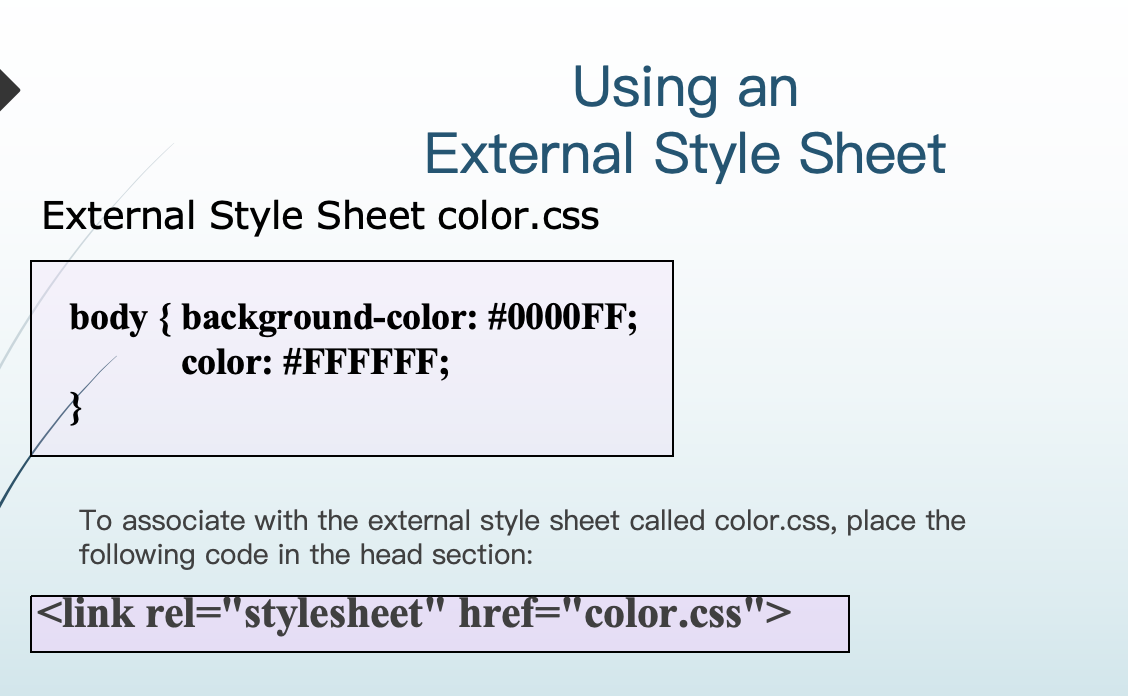 Using an
External Style Sheet
External Style Sheet color.css
body { background-color: #0000FF;
color: #FFFFFF;
}
To associate with the external style sheet called color.css, place the
following code in the head section:
<link rel="stylesheet" href="color.css">